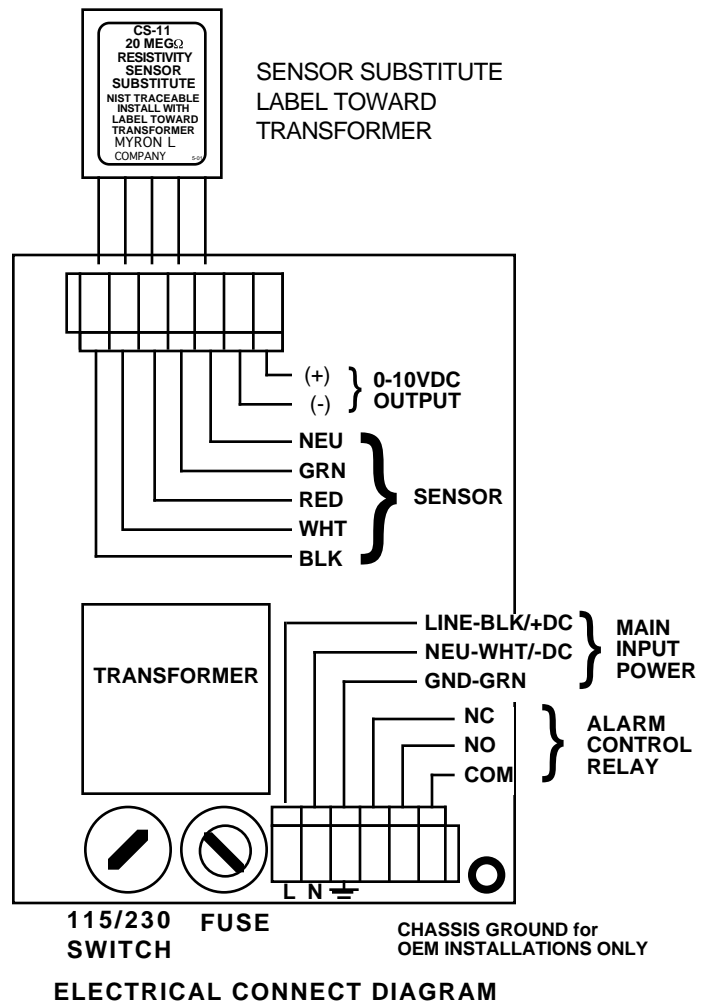 CS-11
20 MEGΩ
RESISTIVITY
SENSOR
SUBSTITUTE
NIST TRACEABLE
INSTALL WITH
LABEL TOWARD
TRANSFORMER
MYRON L
COMPANY
5-01
SENSOR SUBSTITUTE
LABEL TOWARD
TRANSFORMER
(+)
(-)
0-10VDC
OUTPUT
NEU
GRN
RED
WHT
BLK
SENSOR
TRANSFORMER
LINE-BLK/+DC
NEU-WHT/-DC
GND-GRN
MAIN
INPUT
POWER
NC
NO
COM
ALARM
CONTROL
RELAY
L N
115/230
SWITCH
FUSE
CHASSIS GROUND for
OEM INSTALLATIONS ONLY
ELECTRICAL CONNECT DIAGRAM